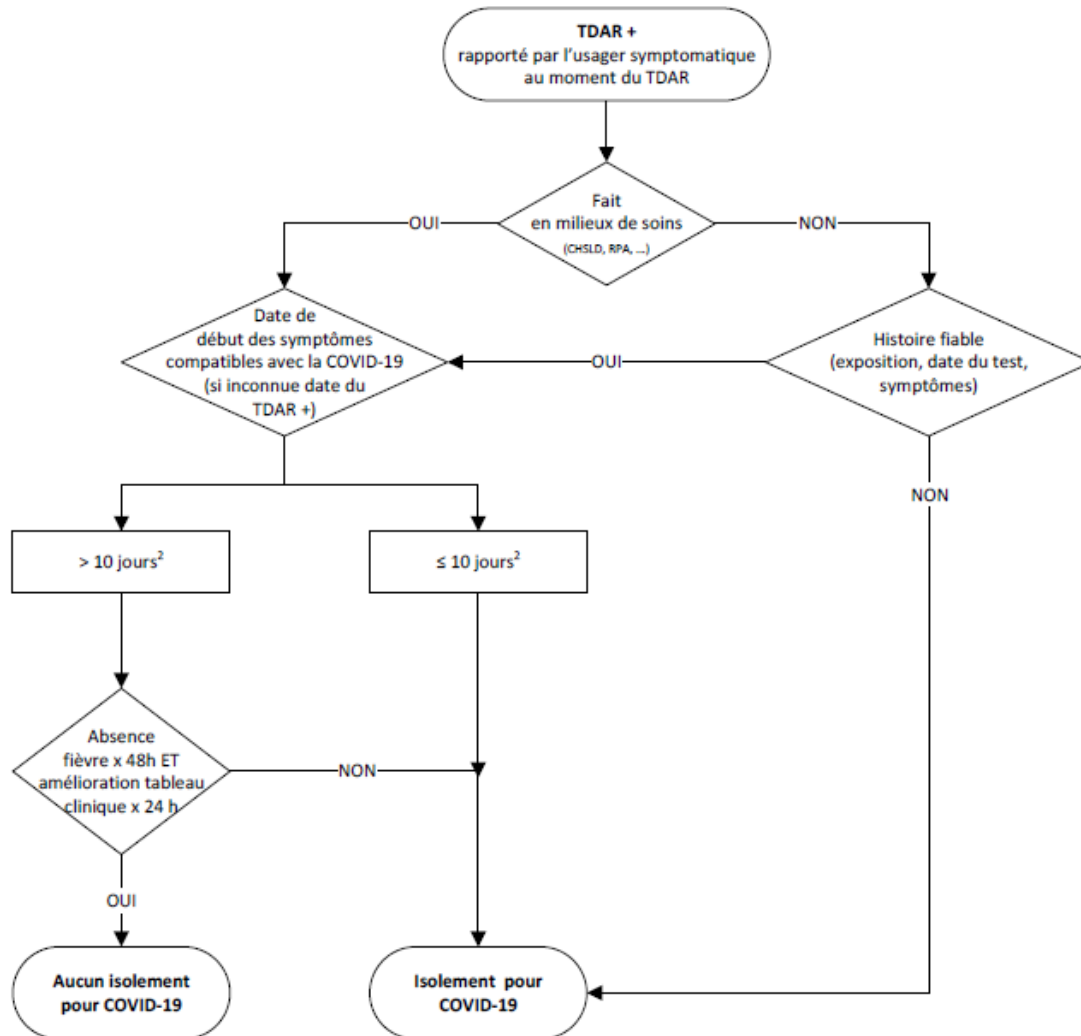 TDAR +
rapporté par l'usager symptomatique
au moment du TDAR
Fait
en milieux de soins
(CHSLD, RPA, ...)
OUI
NON
Date de
début des symptômes
compatibles avec la COVID-19
(si inconnue date du
TDAR +)
OUI
Histoire fiable
(exposition, date du test,
symptômes)
NON
> 10 jours²
≤ 10 jours²
Absence
fièvre x 48h ET
amélioration tableau
clinique x 24 h
NON
OUI
Aucun isolement
pour COVID-19
Isolement pour
COVID-19